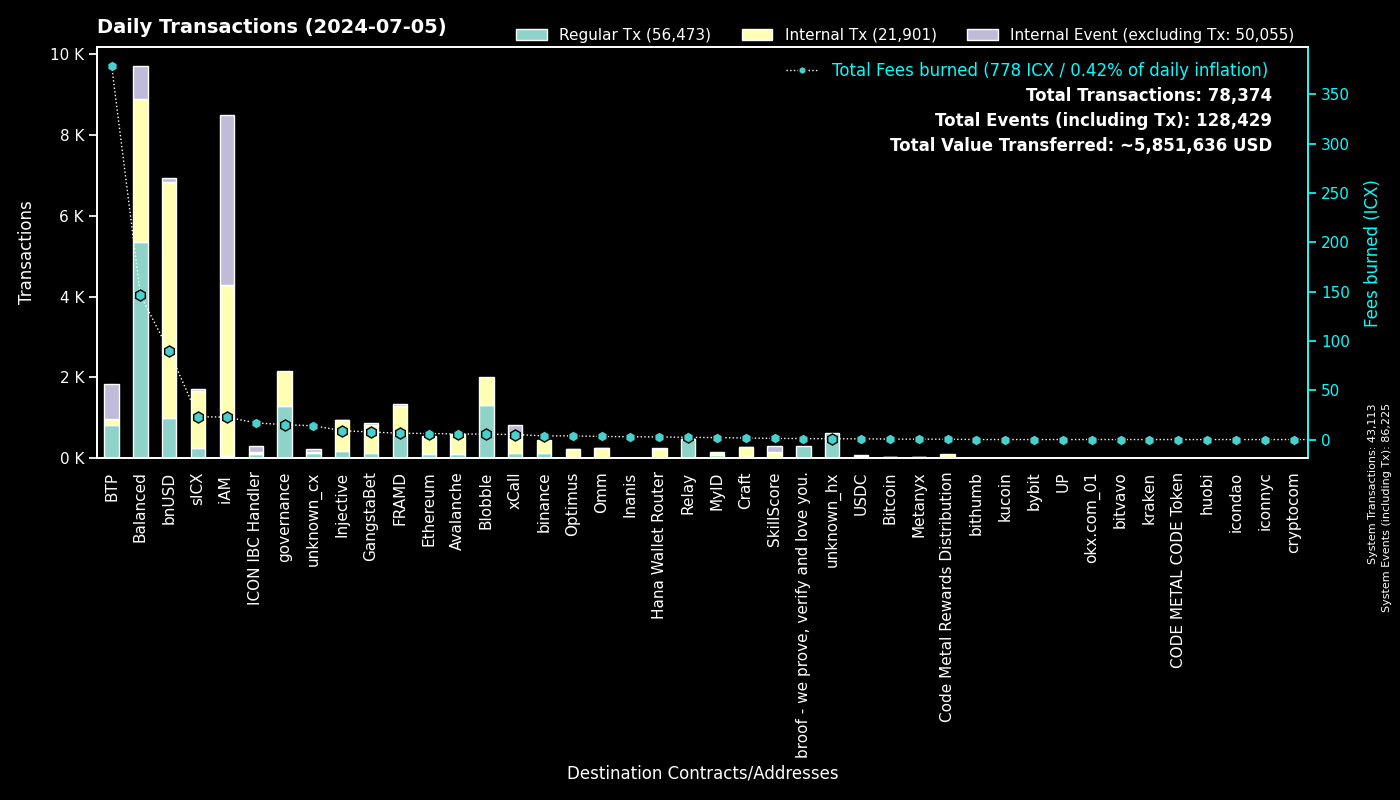 Daily Transactions (2024-07-05)
Regular Tx (56,473)
Internal Tx (21,901)
Internal Event (excluding Tx: 50,055)
Total Fees burned (778 ICX / 0.42% of daily inflation)
Total Transactions: 78,374
Total Events (including Tx): 128,429
Total Value Transferred: ~5,851,636 USD
Transactions
10 K
8 K
6 K
4 K
2 K
0 K
350
300
250
200
150
100
50
0
Fees burned (ICX)
System Transactions: 43,113
System Events (including Tx): 86,225
BTP
Balanced
bnUSD
sICX
iAM
ICON IBC Handler
governance
unknown_cx
Injective
GangstaBet
FRAMD
Ethereum
Avalanche
Blobble
xCall
binance
Optimus
Omm
Inanis
Hana Wallet Router
Relay
MyID
Craft
SkillScore
broof - we prove, verify and love you.
unknown_hx
USDC
Bitcoin
Metanyx
Code Metal Rewards Distribution
bithumb
kucoin
bybit
UP
okx.com_01
bitvavo
kraken
CODE METAL CODE Token
huobi
icondao
iconnyc
cryptocom
Destination Contracts/Addresses